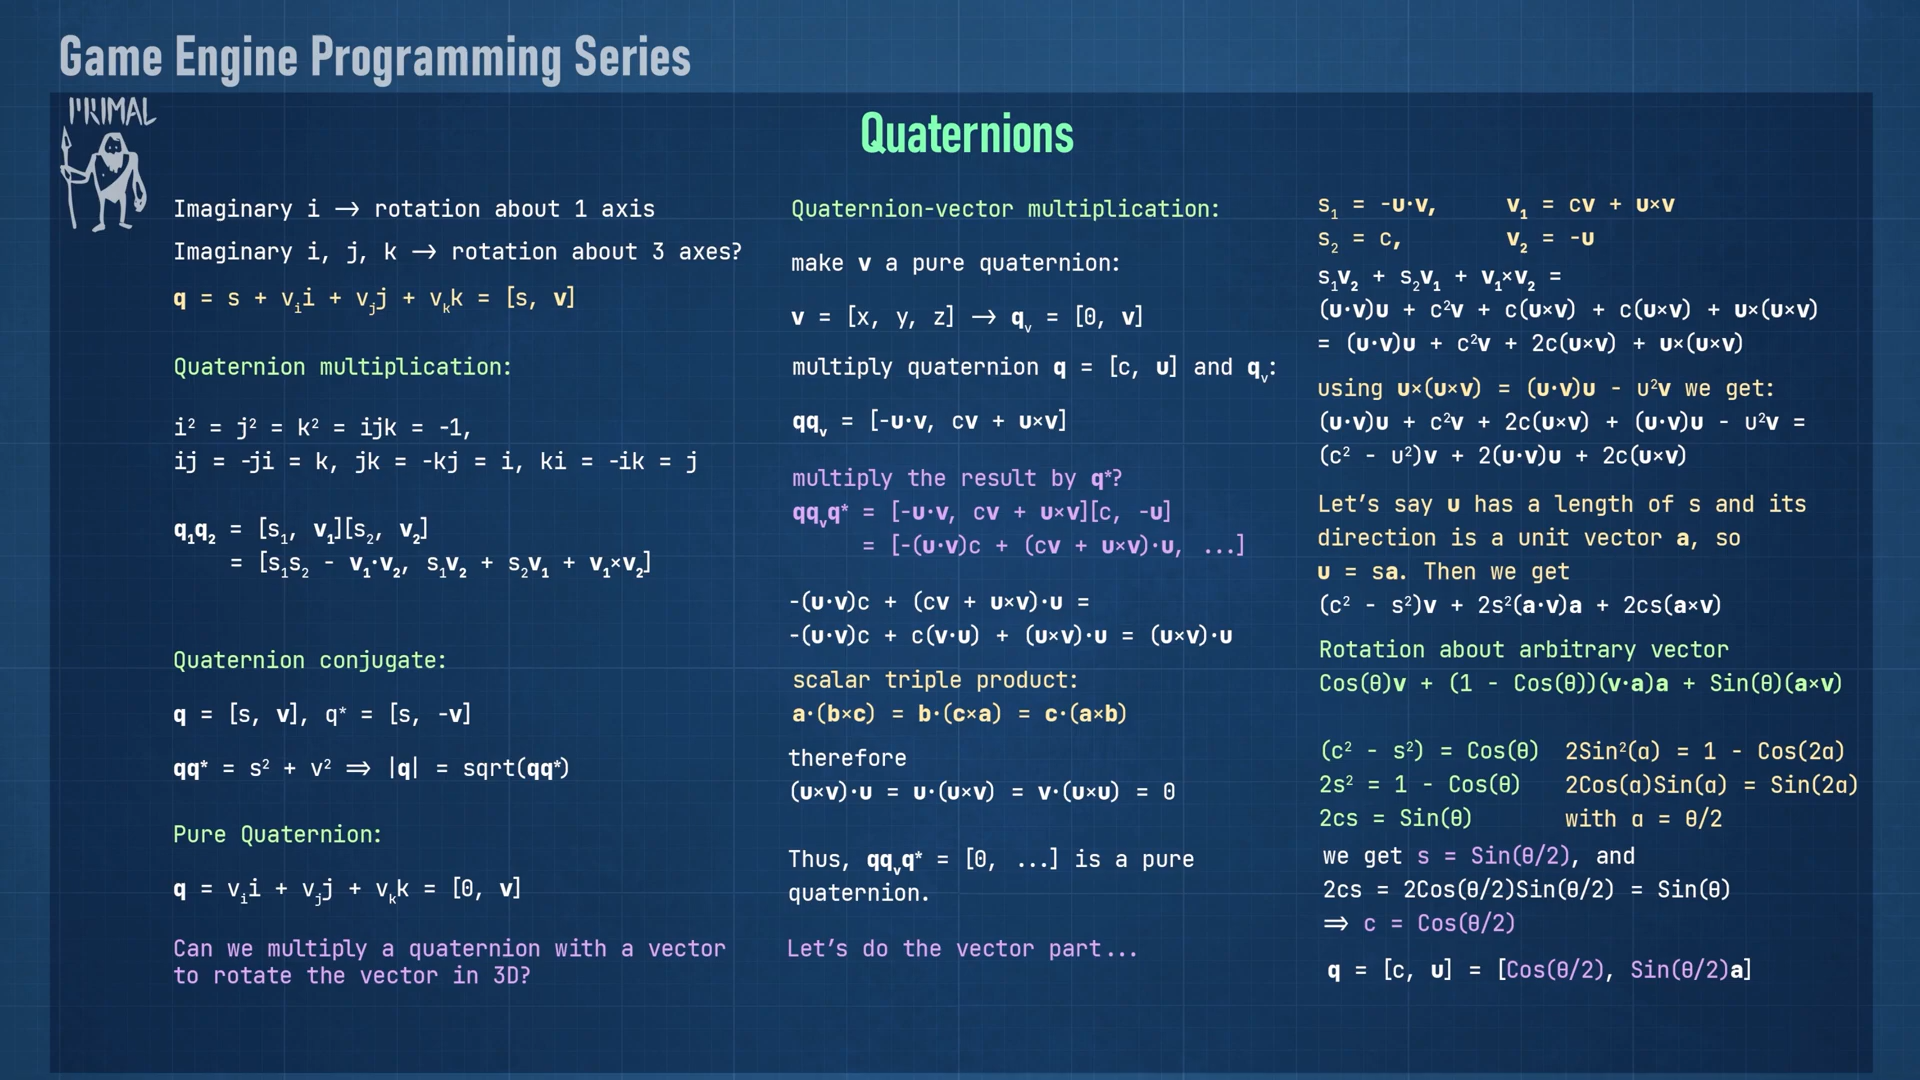 Game Engine Programming Series
PRIMAL
Quaternions
Imaginary i → rotation about 1 axis
Imaginary i, j, k → rotation about 3 axes?
q = s + vᵢi + vⱼj + vₖk = [s, v]
Quaternion multiplication:
i² = j² = k² = ijk = -1,
ij = -ji = k, jk = -kj = i, ki = -ik = j
q₁q₂ = [s₁, v₁][s₂, v₂]
= [s₁s₂ - v₁·v₂, s₁v₂ + s₂v₁ + v₁×v₂]
Quaternion conjugate:
q = [s, v], q* = [s, -v]
qq* = s² + v² ⇒ |q| = sqrt(qq*)
Pure Quaternion:
q = vᵢi + vⱼj + vₖk = [0, v]
Can we multiply a quaternion with a vector
to rotate the vector in 3D?
Quaternion-vector multiplication:
make v a pure quaternion:
v = [x, y, z] → qᵥ = [0, v]
multiply quaternion q = [c, u] and qᵥ:
qqᵥ = [-u·v, cv + u×v]
multiply the result by q*?
qqᵥq* = [-u·v, cv + u×v][c, -u]
= [-(u·v)c + (cv + u×v)·u, ...]
-(u·v)c + (cv + u×v)·u =
-(u·v)c + c(v·u) + (u×v)·u = (u×v)·u
scalar triple product:
a·(b×c) = b·(c×a) = c·(a×b)
therefore
(u×v)·u = u·(u×v) = v·(u×u) = 0
Thus, qqᵥq* = [0, ...] is a pure
quaternion.
Let's do the vector part...
s₁ = -u·v, v₁ = cv + u×v
s₂ = c, v₂ = -u
s₁v₂ + s₂v₁ + v₁×v₂ =
(u·v)u + c²v + c(u×v) + c(u×v) + u×(u×v)
= (u·v)u + c²v + 2c(u×v) + u×(u×v)
using u×(u×v) = (u·v)u - u²v we get:
(u·v)u + c²v + 2c(u×v) + (u·v)u - u²v =
(c² - u²)v + 2(u·v)u + 2c(u×v)
Let's say u has a length of s and its
direction is a unit vector a, so
u = sa. Then we get
(c² - s²)v + 2s²(a·v)a + 2cs(a×v)
Rotation about arbitrary vector
Cos(θ)v + (1 - Cos(θ))(v·a)a + Sin(θ)(a×v)
(c² - s²) = Cos(θ) 2Sin²(α) = 1 - Cos(2α)
2s² = 1 - Cos(θ) 2Cos(α)Sin(α) = Sin(2α)
2cs = Sin(θ) with α = θ/2
we get s = Sin(θ/2), and
2cs = 2Cos(θ/2)Sin(θ/2) = Sin(θ)
⇒ c = Cos(θ/2)
q = [c, u] = [Cos(θ/2), Sin(θ/2)a]